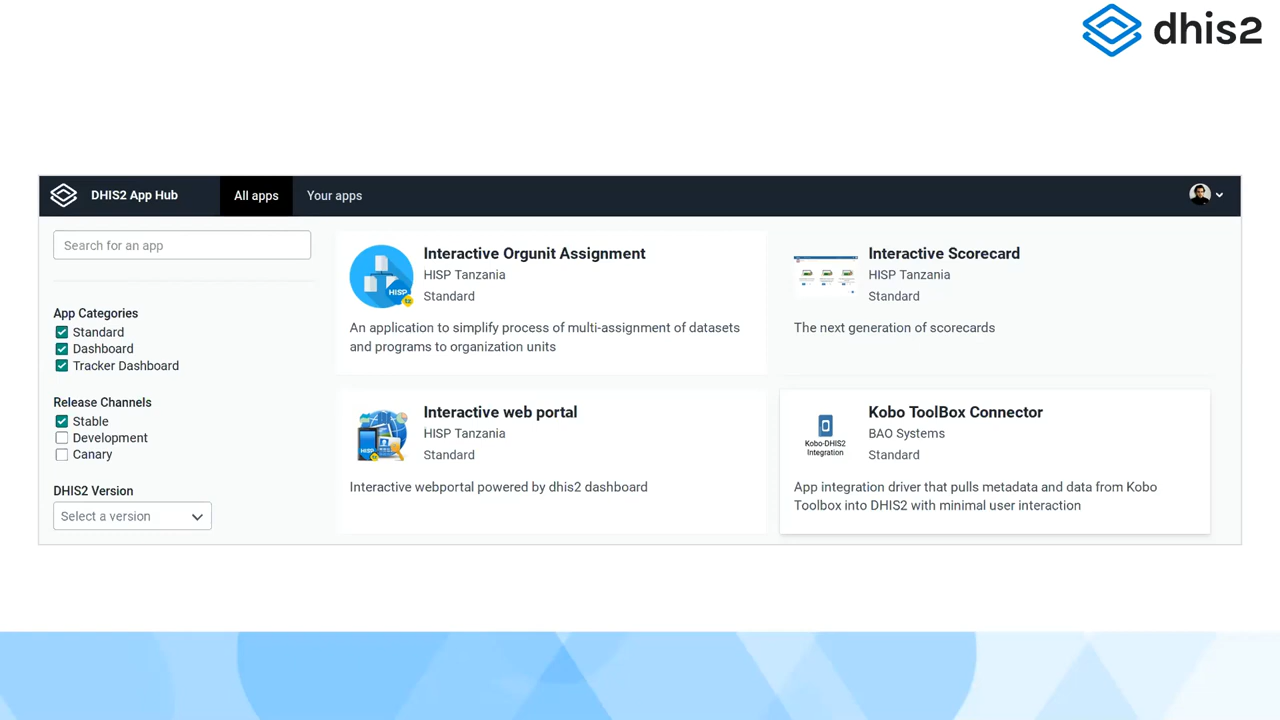 dhis2
DHIS2 App Hub
All apps
Your apps
Search for an app
App Categories
Standard
Dashboard
Tracker Dashboard
Release Channels
Stable
Development
Canary
DHIS2 Version
Select a version
Interactive Orgunit Assignment
HISP Tanzania
Standard
HISP
An application to simplify process of multi-assignment of datasets
and programs to organization units
Interactive Scorecard
HISP Tanzania
Standard
The next generation of scorecards
Interactive web portal
HISP Tanzania
Standard
HISP
Interactive webportal powered by dhis2 dashboard
Kobo ToolBox Connector
BAO Systems
Standard
Kobo-DHIS2
Integration
App integration driver that pulls metadata and data from Kobo
Toolbox into DHIS2 with minimal user interaction